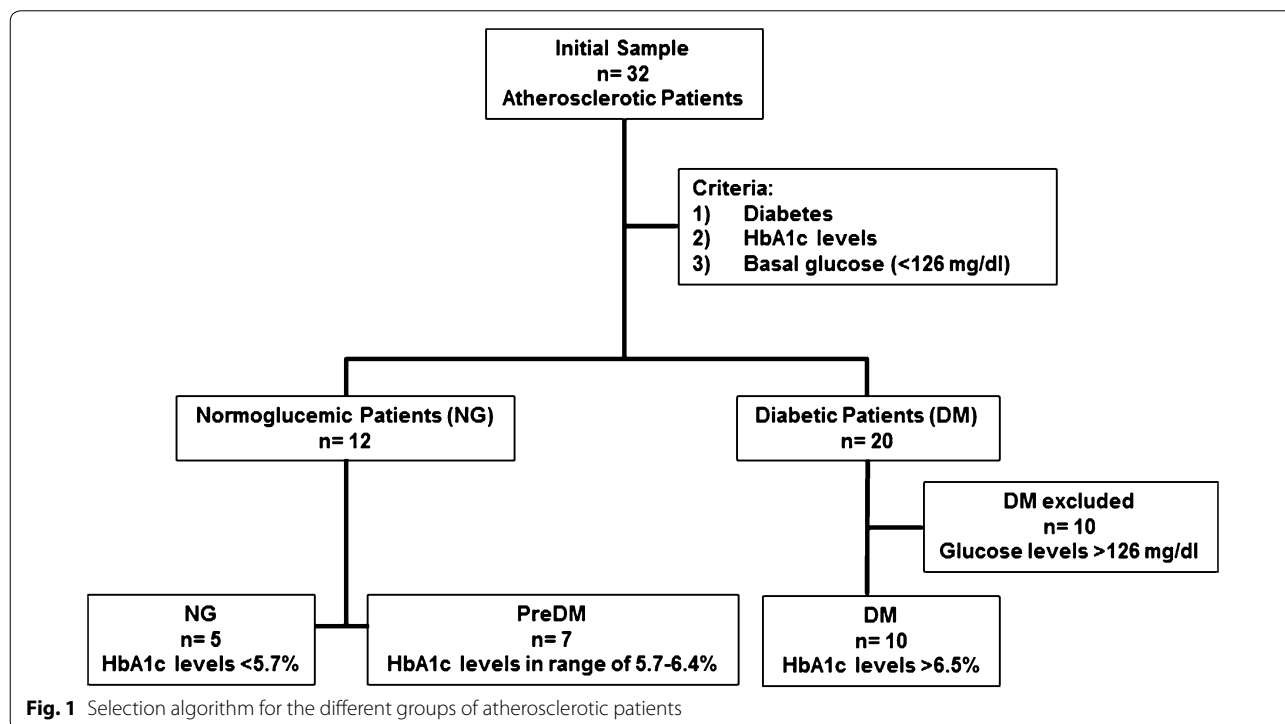 Initial Sample
n= 32
Atherosclerotic Patients
Criteria:
1) Diabetes
2) HbA1c levels
3) Basal glucose (<126 mg/dl)
Normoglucemic Patients (NG)
n= 12
Diabetic Patients (DM)
n= 20
DM excluded
n= 10
Glucose levels >126 mg/dl
NG
n= 5
HbA1c levels <5.7%
PreDM
n= 7
HbA1c levels in range of 5.7-6.4%
DM
n= 10
HbA1c levels >6.5%
Fig. 1 Selection algorithm for the different groups of atherosclerotic patients